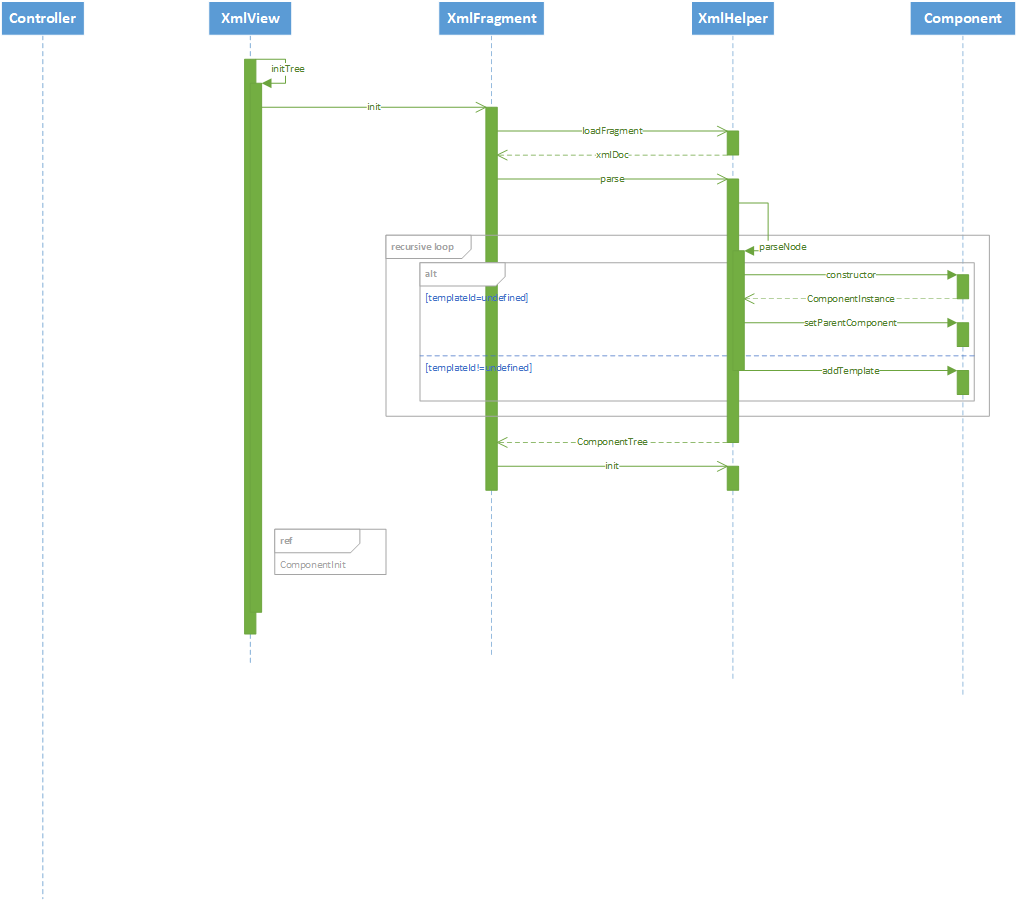 Controller
XmlView
XmlFragment
XmlHelper
Component
initTree
init
loadFragment
xmlDoc
parse
parseNode
recursive loop
alt
constructor
[templateId=undefined]
ComponentInstance
setParentComponent
[templateId!=undefined]
addTemplate
ComponentTree
init
ref
ComponentInit